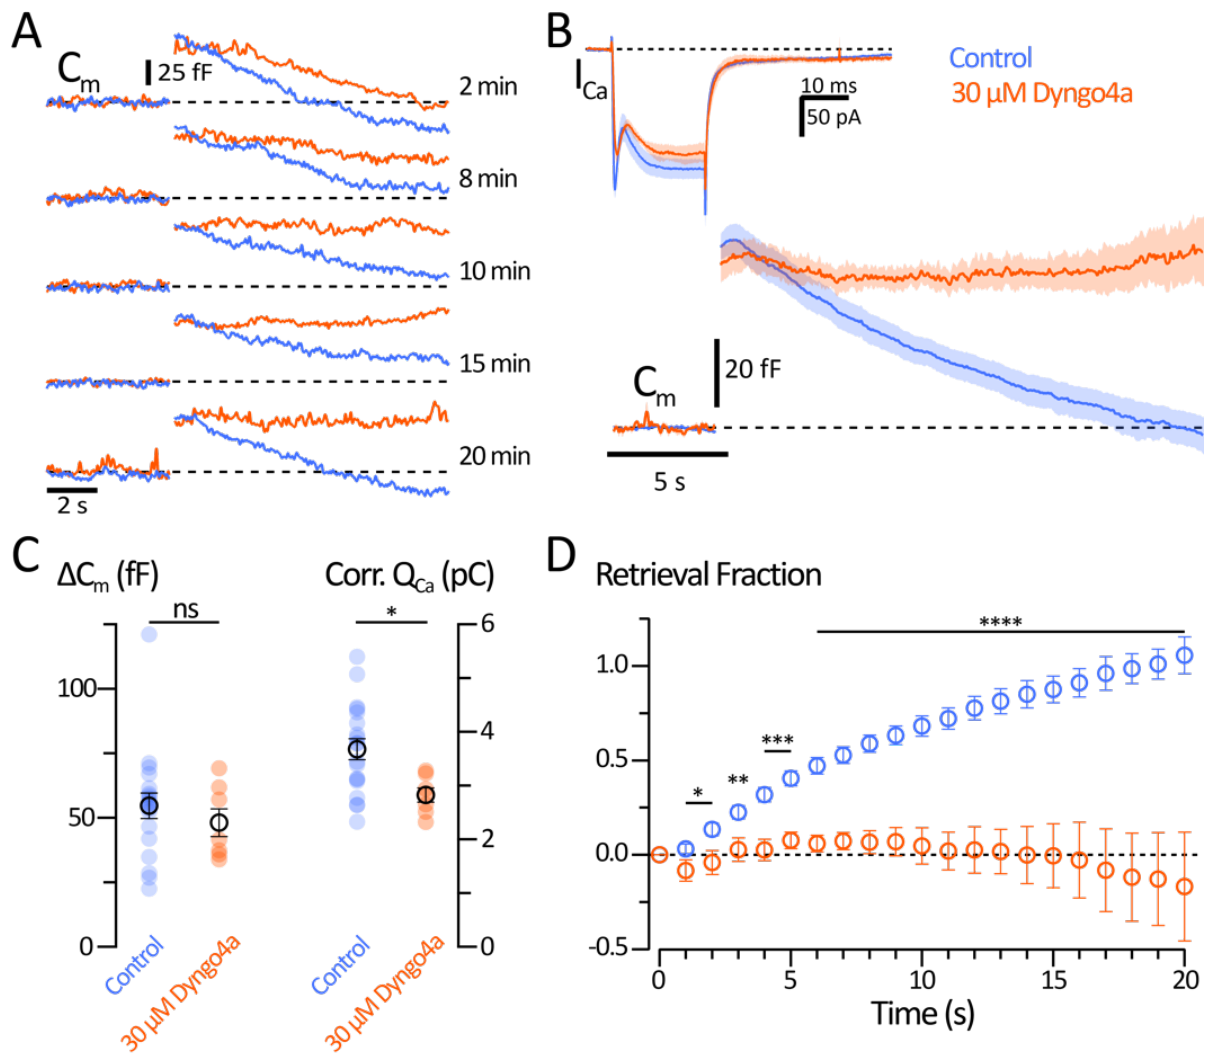 A
Cm
25 fF
2 min
8 min
10 min
15 min
20 min
2 s
B
ICa
10 ms
50 pA
Control
30 µM Dyngo4a
Cm
20 fF
5 s
C
ΔCm (fF)
Corr. QCa (pC)
ns
*
100
50
0
6
4
2
0
Control
30 µM Dyngo4a
Control
30 µM Dyngo4a
D
Retrieval Fraction
****
***
**
*
1.0
0.5
0.0
-0.5
0 5 10 15 20
Time (s)